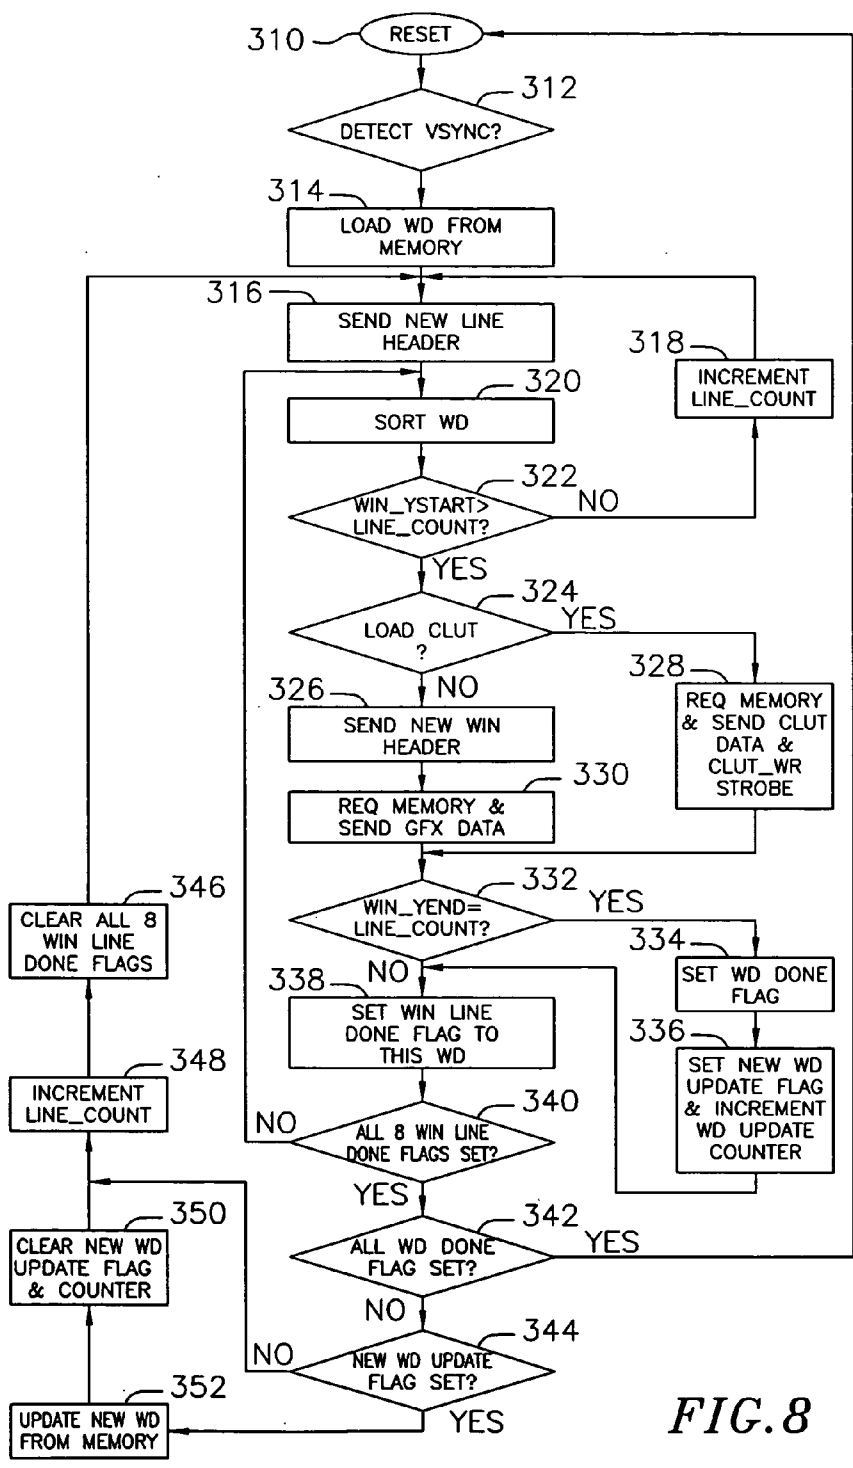 310
RESET
312
DETECT VSYNC?
314
LOAD WD FROM
MEMORY
316
SEND NEW LINE
HEADER
318
INCREMENT
LINE_COUNT
320
SORT WD
322
WIN_YSTART>
LINE_COUNT?
NO
YES
324
LOAD CLUT
?
YES
NO
326
SEND NEW WIN
HEADER
328
REQ MEMORY
& SEND CLUT
DATA &
CLUT_WR
STROBE
330
REQ MEMORY &
SEND GFX DATA
332
WIN_YEND=
LINE_COUNT?
YES
NO
334
SET WD DONE
FLAG
336
SET NEW WD
UPDATE FLAG
& INCREMENT
WD UPDATE
COUNTER
338
SET WIN LINE
DONE FLAG TO
THIS WD
340
ALL 8 WIN LINE
DONE FLAGS SET?
NO
YES
342
ALL WD DONE
FLAG SET?
YES
NO
344
NEW WD UPDATE
FLAG SET?
NO
YES
346
CLEAR ALL 8
WIN LINE
DONE FLAGS
348
INCREMENT
LINE_COUNT
350
CLEAR NEW WD
UPDATE FLAG
& COUNTER
352
UPDATE NEW WD
FROM MEMORY
FIG. 8